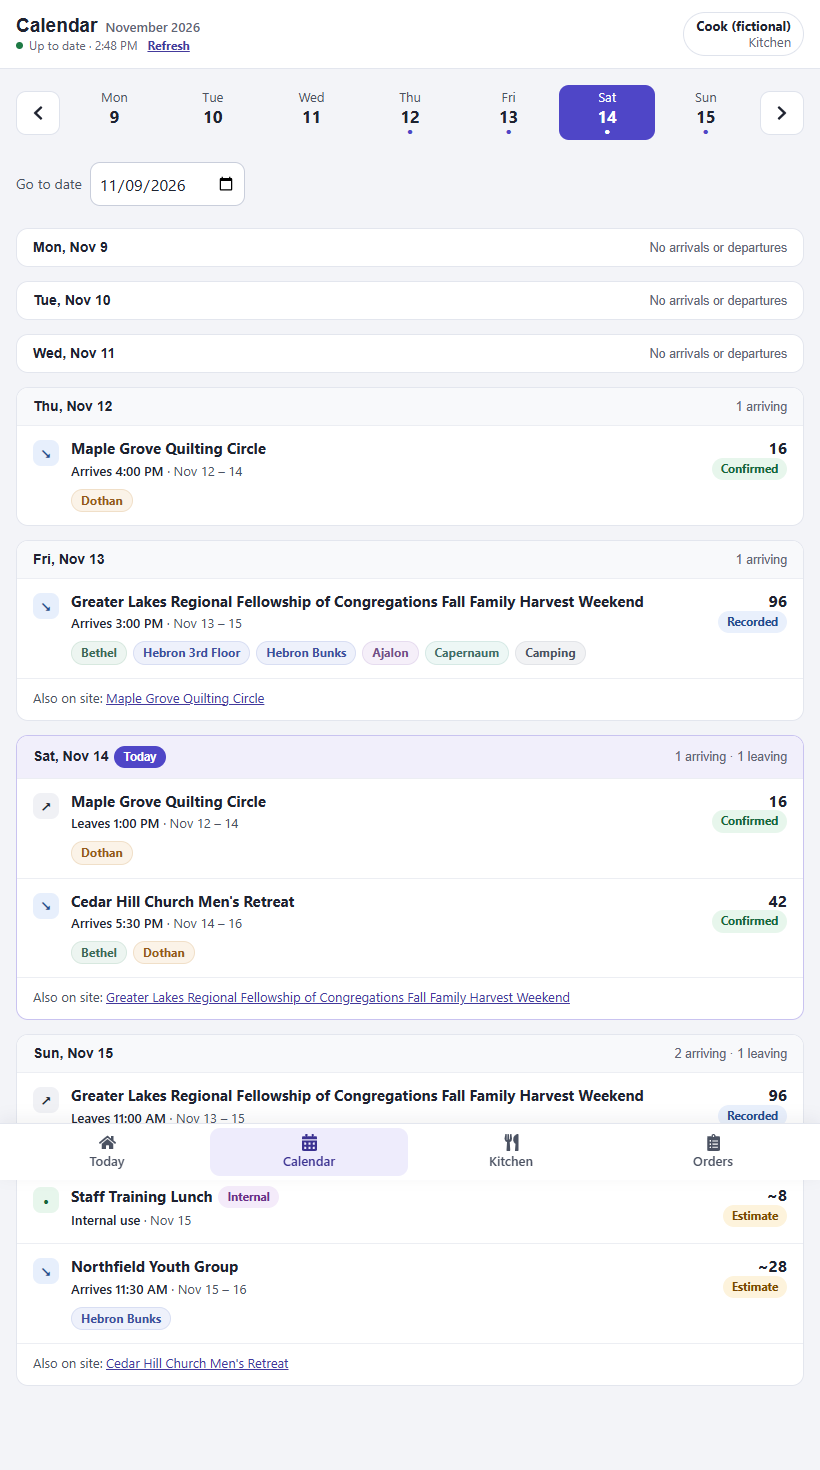 Calendar November 2026
Up to date · 2:48 PM Refresh
Cook (fictional)
Kitchen
Mon
9
Tue
10
Wed
11
Thu
12
Fri
13
Sat
14
Sun
15
Go to date 11/09/2026
Mon, Nov 9 No arrivals or departures
Tue, Nov 10 No arrivals or departures
Wed, Nov 11 No arrivals or departures
Thu, Nov 12 1 arriving
Maple Grove Quilting Circle 16
Arrives 4:00 PM · Nov 12 – 14 Confirmed
Dothan
Fri, Nov 13 1 arriving
Greater Lakes Regional Fellowship of Congregations Fall Family Harvest Weekend 96
Arrives 3:00 PM · Nov 13 – 15 Recorded
Bethel Hebron 3rd Floor Hebron Bunks Ajalon Capernaum Camping
Also on site: Maple Grove Quilting Circle
Sat, Nov 14 Today 1 arriving · 1 leaving
Maple Grove Quilting Circle 16
Leaves 1:00 PM · Nov 12 – 14 Confirmed
Dothan
Cedar Hill Church Men's Retreat 42
Arrives 5:30 PM · Nov 14 – 16 Confirmed
Bethel Dothan
Also on site: Greater Lakes Regional Fellowship of Congregations Fall Family Harvest Weekend
Sun, Nov 15 2 arriving · 1 leaving
Greater Lakes Regional Fellowship of Congregations Fall Family Harvest Weekend 96
Leaves 11:00 AM · Nov 13 – 15 Recorded
Today Calendar Kitchen Orders
Staff Training Lunch Internal ~8
Internal use · Nov 15 Estimate
Northfield Youth Group ~28
Arrives 11:30 AM · Nov 15 – 16 Estimate
Hebron Bunks
Also on site: Cedar Hill Church Men's Retreat